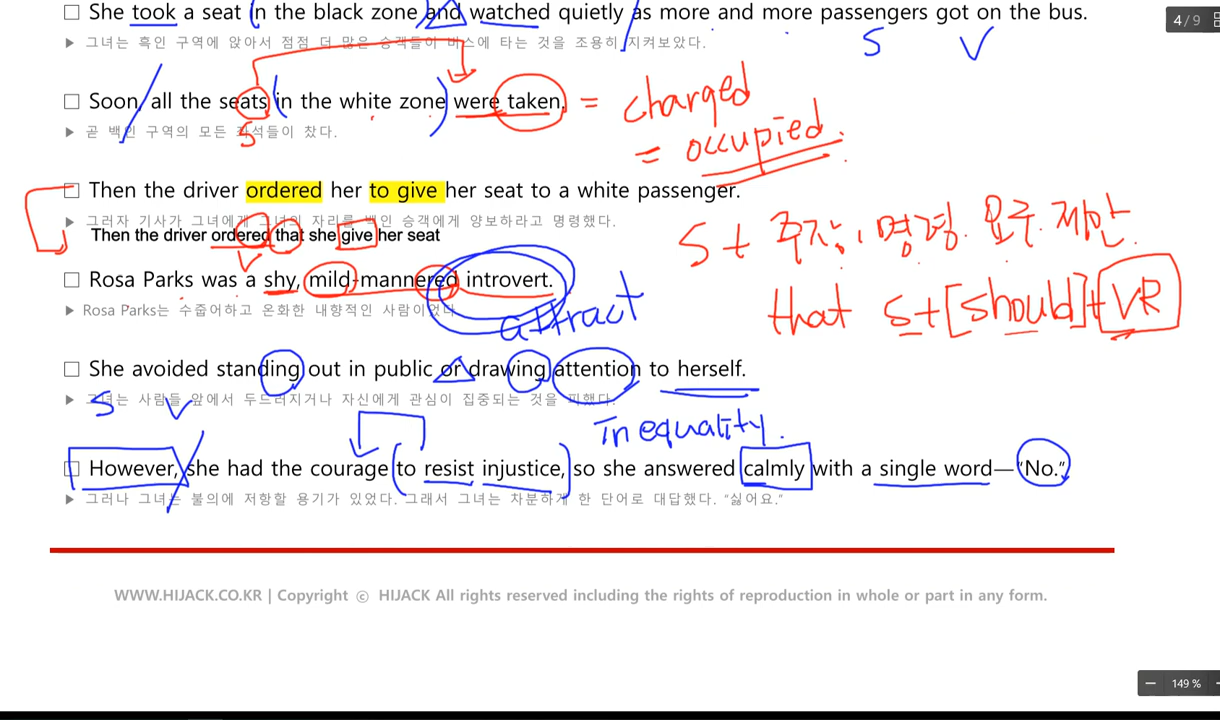 □ She took a seat in the black zone and watched quietly as more and more passengers got on the bus.
▶ 그녀는 흑인 구역에 앉아서 점점 더 많은 승객들이 버스에 타는 것을 조용히 지켜보았다.
S V
□ Soon, all the seats in the white zone were taken.
= charged
▶ 곧 백인 구역의 모든 좌석들이 찼다.
S
= occupied.
□ Then the driver ordered her to give her seat to a white passenger.
▶ 그러자 기사가 그녀에게 그녀의 자리를 백인 승객에게 양보하라고 명령했다.
Then the driver ordered that she give her seat
V
S + 주장, 명령. 요구. 제안.
□ Rosa Parks was a shy, mild-mannered introvert.
▶ Rosa Parks는 수줍어하고 온화한 내향적인 사람이었다.
that S+[should]+VR
attract
□ She avoided standing out in public or drawing attention to herself.
▶ 그녀는 사람들 앞에서 두드러지거나 자신에게 관심이 집중되는 것을 피했다.
S V
inequality.
□ However, she had the courage to resist injustice, so she answered calmly with a single word—“No.”
▶ 그러나 그녀는 불의에 저항할 용기가 있었다. 그래서 그녀는 차분하게 한 단어로 대답했다. “싫어요.”
WWW.HIJACK.CO.KR | Copyright ⓒ HIJACK All rights reserved including the rights of reproduction in whole or part in any form.
4 / 9
149 %